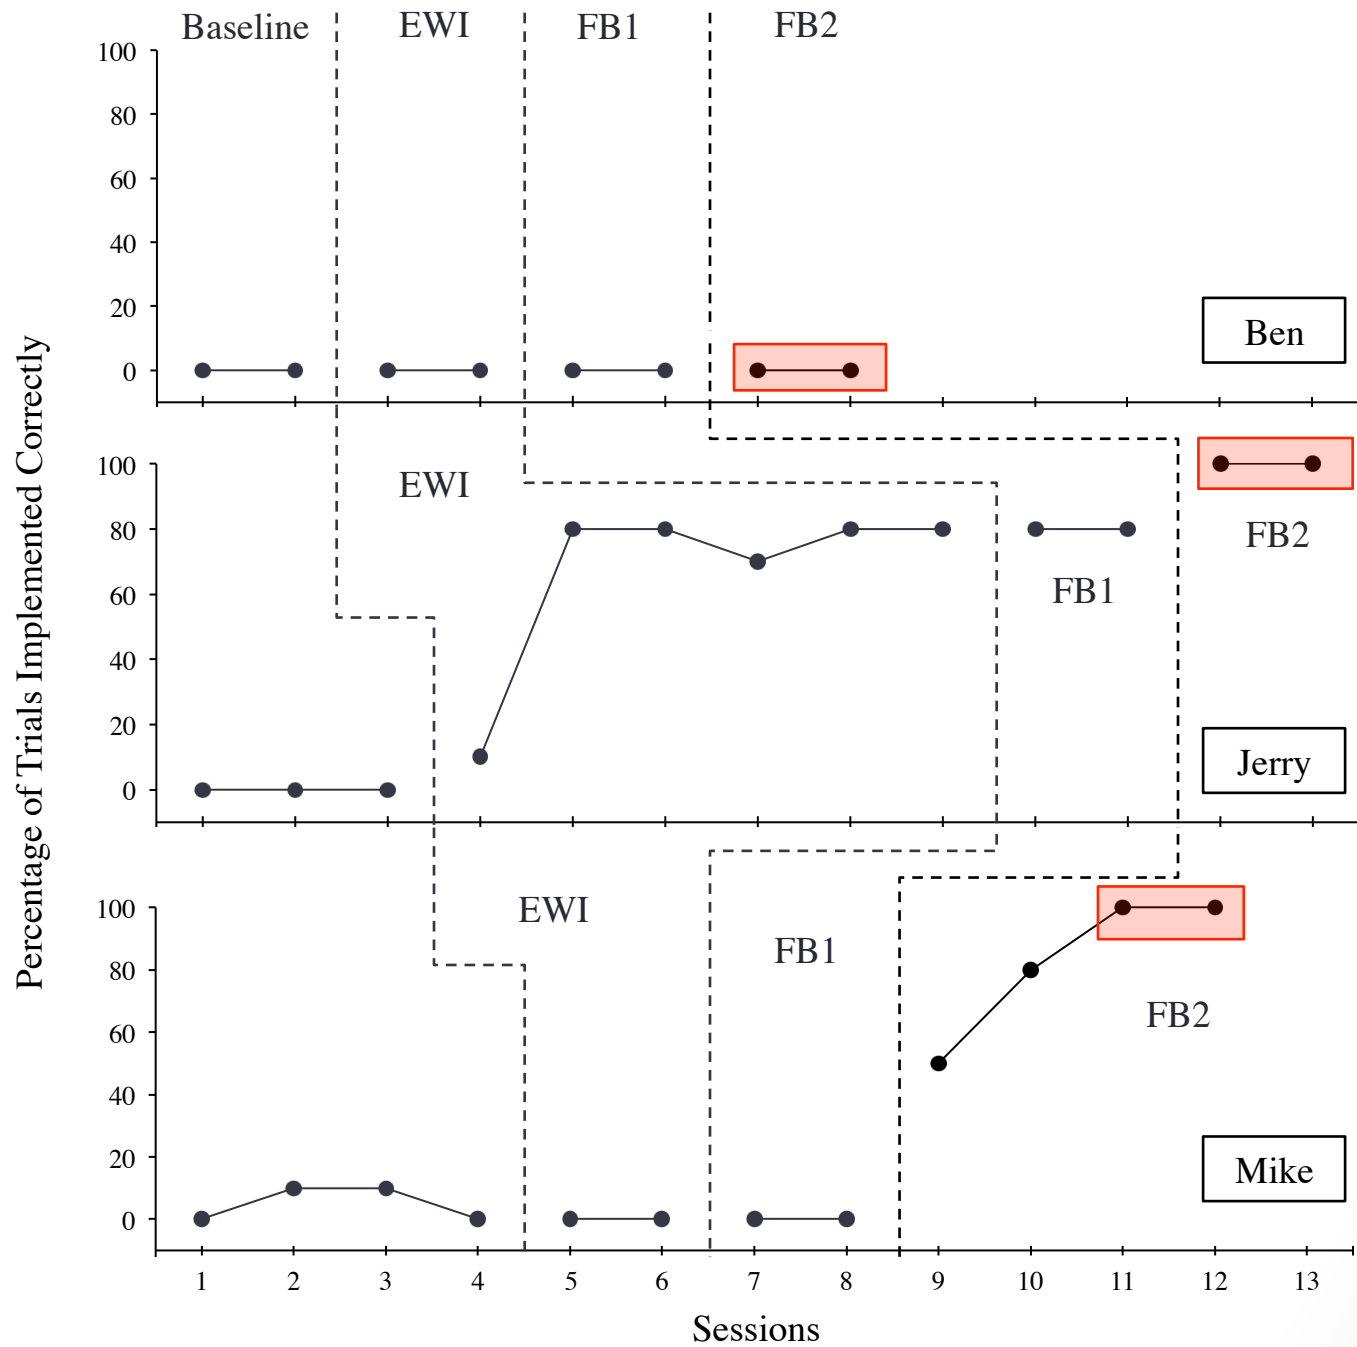 Baseline EWI FB1 FB2
100
80
60
40
20
0
Ben
Percentage of Trials Implemented Correctly
100
80
60
40
20
0
EWI
FB1
FB2
Jerry
100
80
60
40
20
0
EWI
FB1
FB2
Mike
1 2 3 4 5 6 7 8 9 10 11 12 13
Sessions